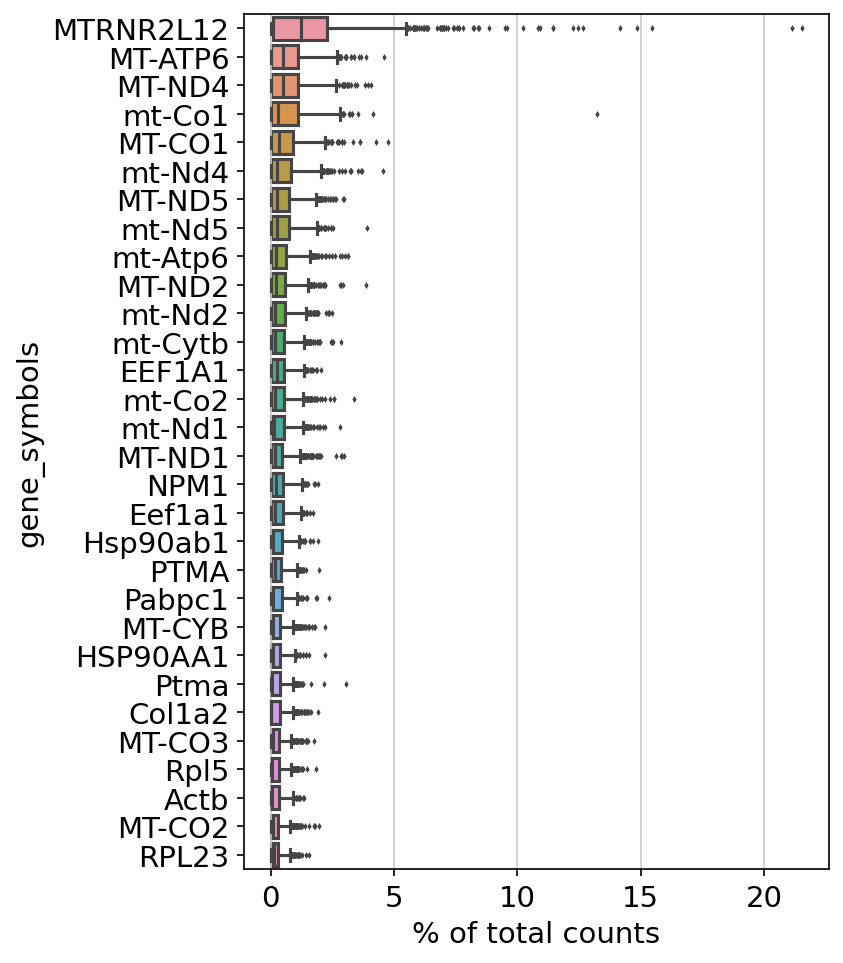 MTRNR2L12
MT-ATP6
MT-ND4
mt-Co1
MT-CO1
mt-Nd4
MT-ND5
mt-Nd5
mt-Atp6
MT-ND2
mt-Nd2
mt-Cytb
EEF1A1
mt-Co2
mt-Nd1
MT-ND1
NPM1
Eef1a1
Hsp90ab1
PTMA
Pabpc1
MT-CYB
HSP90AA1
Ptma
Col1a2
MT-CO3
Rpl5
Actb
MT-CO2
RPL23
gene_symbols
0 5 10 15 20
% of total counts